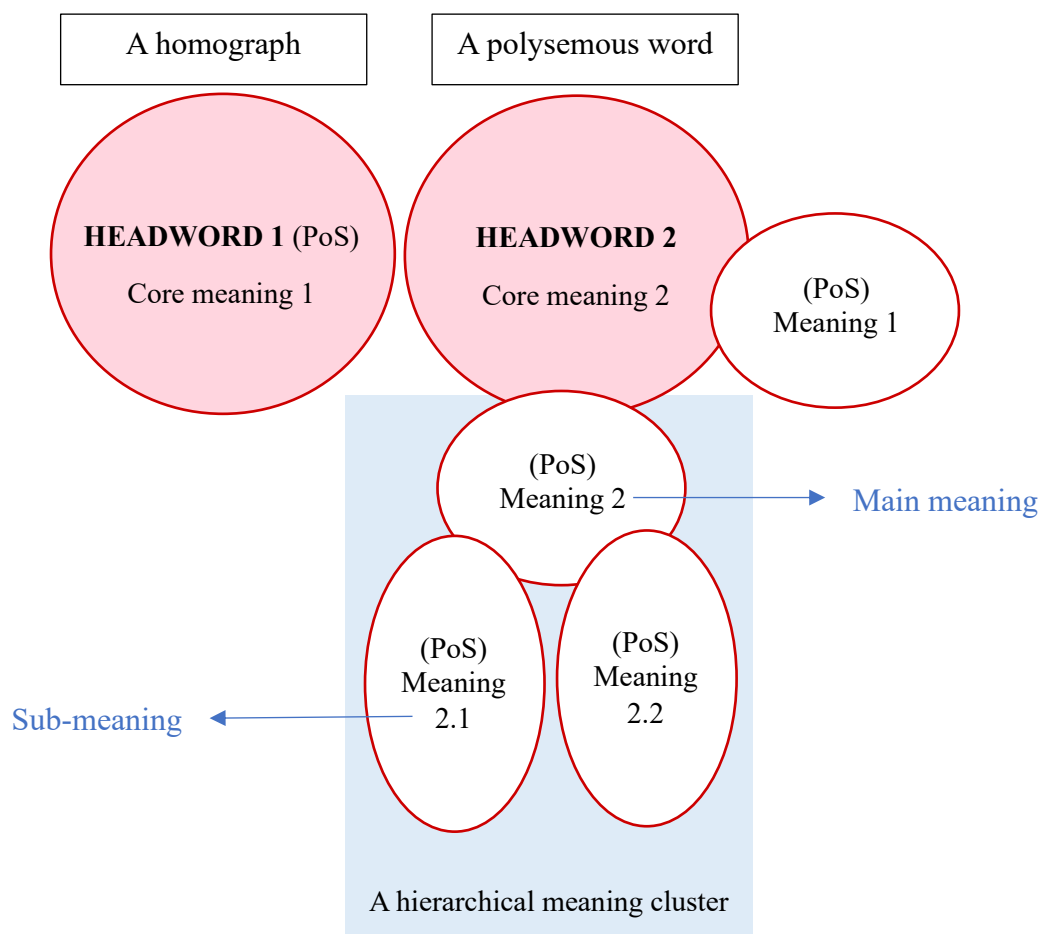 A homograph
A polysemous word
HEADWORD 1 (PoS)
Core meaning 1
HEADWORD 2
Core meaning 2
(PoS)
Meaning 1
(PoS)
Meaning 2
Main meaning
(PoS)
Meaning
2.1
(PoS)
Meaning
2.2
Sub-meaning
A hierarchical meaning cluster